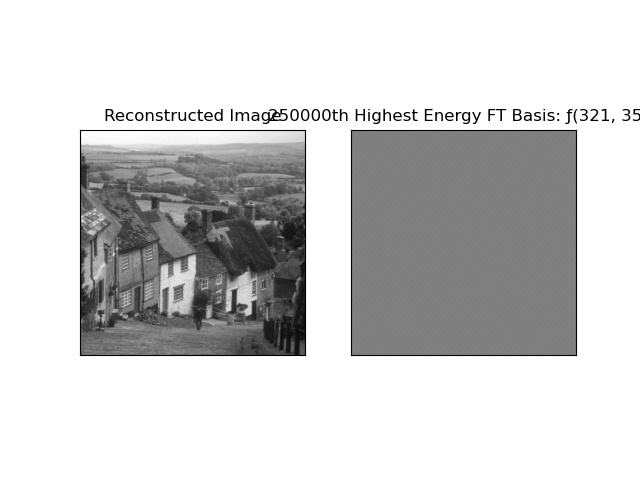 Reconstructed Image
250000th Highest Energy FT Basis: ƒ(321, 35